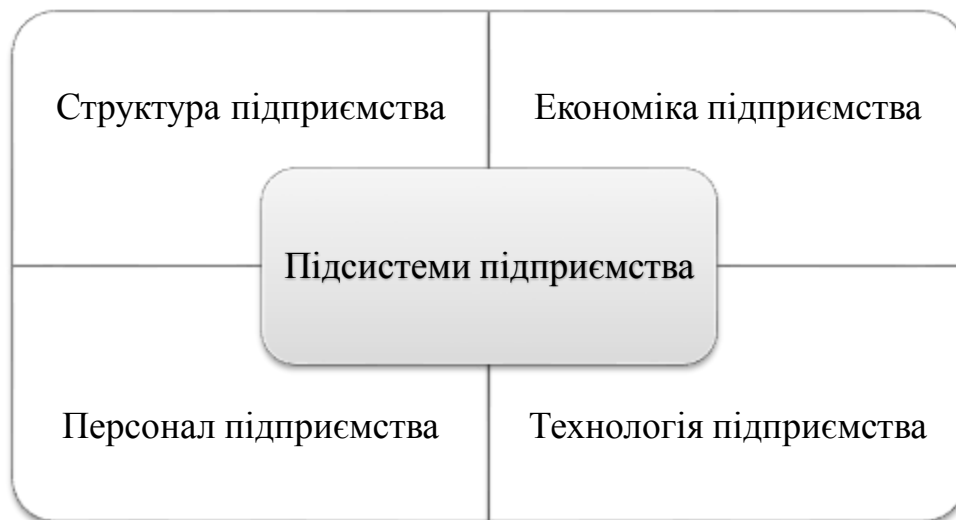 Структура підприємства
Економіка підприємства
Підсистеми підприємства
Персонал підприємства
Технологія підприємства